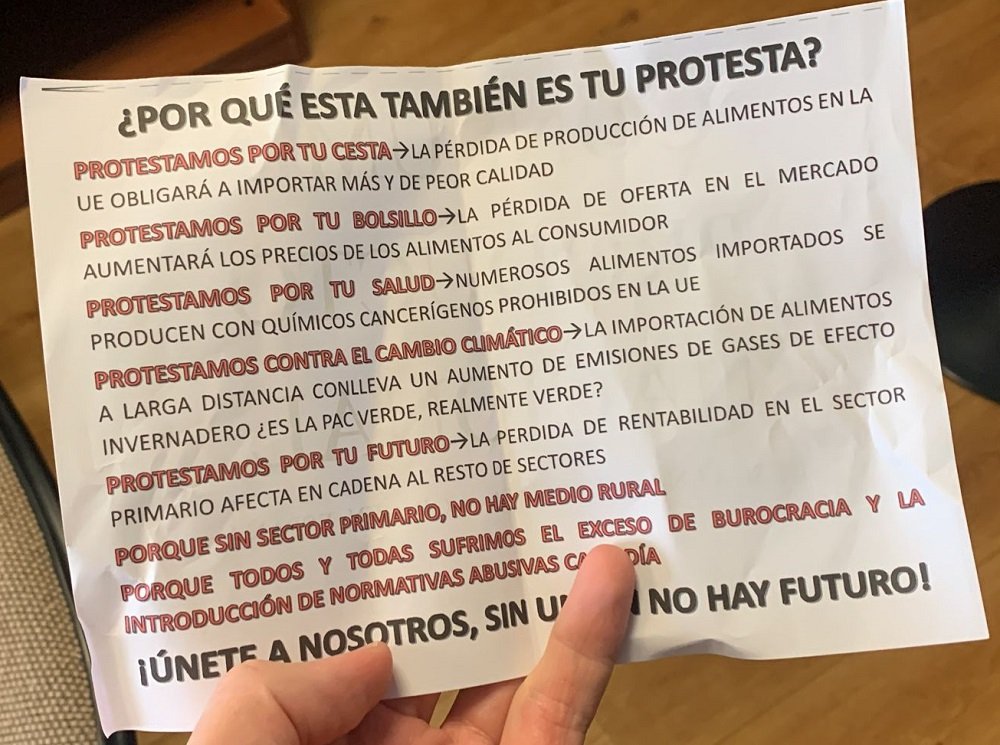 ¿POR QUÉ ESTA TAMBIÉN ES TU PROTESTA?
PROTESTAMOS POR TU CESTA→LA PÉRDIDA DE PRODUCCIÓN DE ALIMENTOS EN LA
UE OBLIGARÁ A IMPORTAR MÁS Y DE PEOR CALIDAD
PROTESTAMOS POR TU BOLSILLO→LA PÉRDIDA DE OFERTA EN EL MERCADO
AUMENTARÁ LOS PRECIOS DE LOS ALIMENTOS AL CONSUMIDOR
PROTESTAMOS POR TU SALUD→NUMEROSOS ALIMENTOS IMPORTADOS SE
PRODUCEN CON QUÍMICOS CANCERÍGENOS PROHIBIDOS EN LA UE
PROTESTAMOS CONTRA EL CAMBIO CLIMÁTICO→LA IMPORTACIÓN DE ALIMENTOS
A LARGA DISTANCIA CONLLEVA UN AUMENTO DE EMISIONES DE GASES DE EFECTO
INVERNADERO ¿ES LA PAC VERDE, REALMENTE VERDE?
PROTESTAMOS POR TU FUTURO→LA PERDIDA DE RENTABILIDAD EN EL SECTOR
PRIMARIO AFECTA EN CADENA AL RESTO DE SECTORES
PORQUE SIN SECTOR PRIMARIO, NO HAY MEDIO RURAL
PORQUE TODOS Y TODAS SUFRIMOS EL EXCESO DE BUROCRACIA Y LA
INTRODUCCIÓN DE NORMATIVAS ABUSIVAS DÍA
¡ÚNETE A NOSOTROS, SIN NO HAY FUTURO!